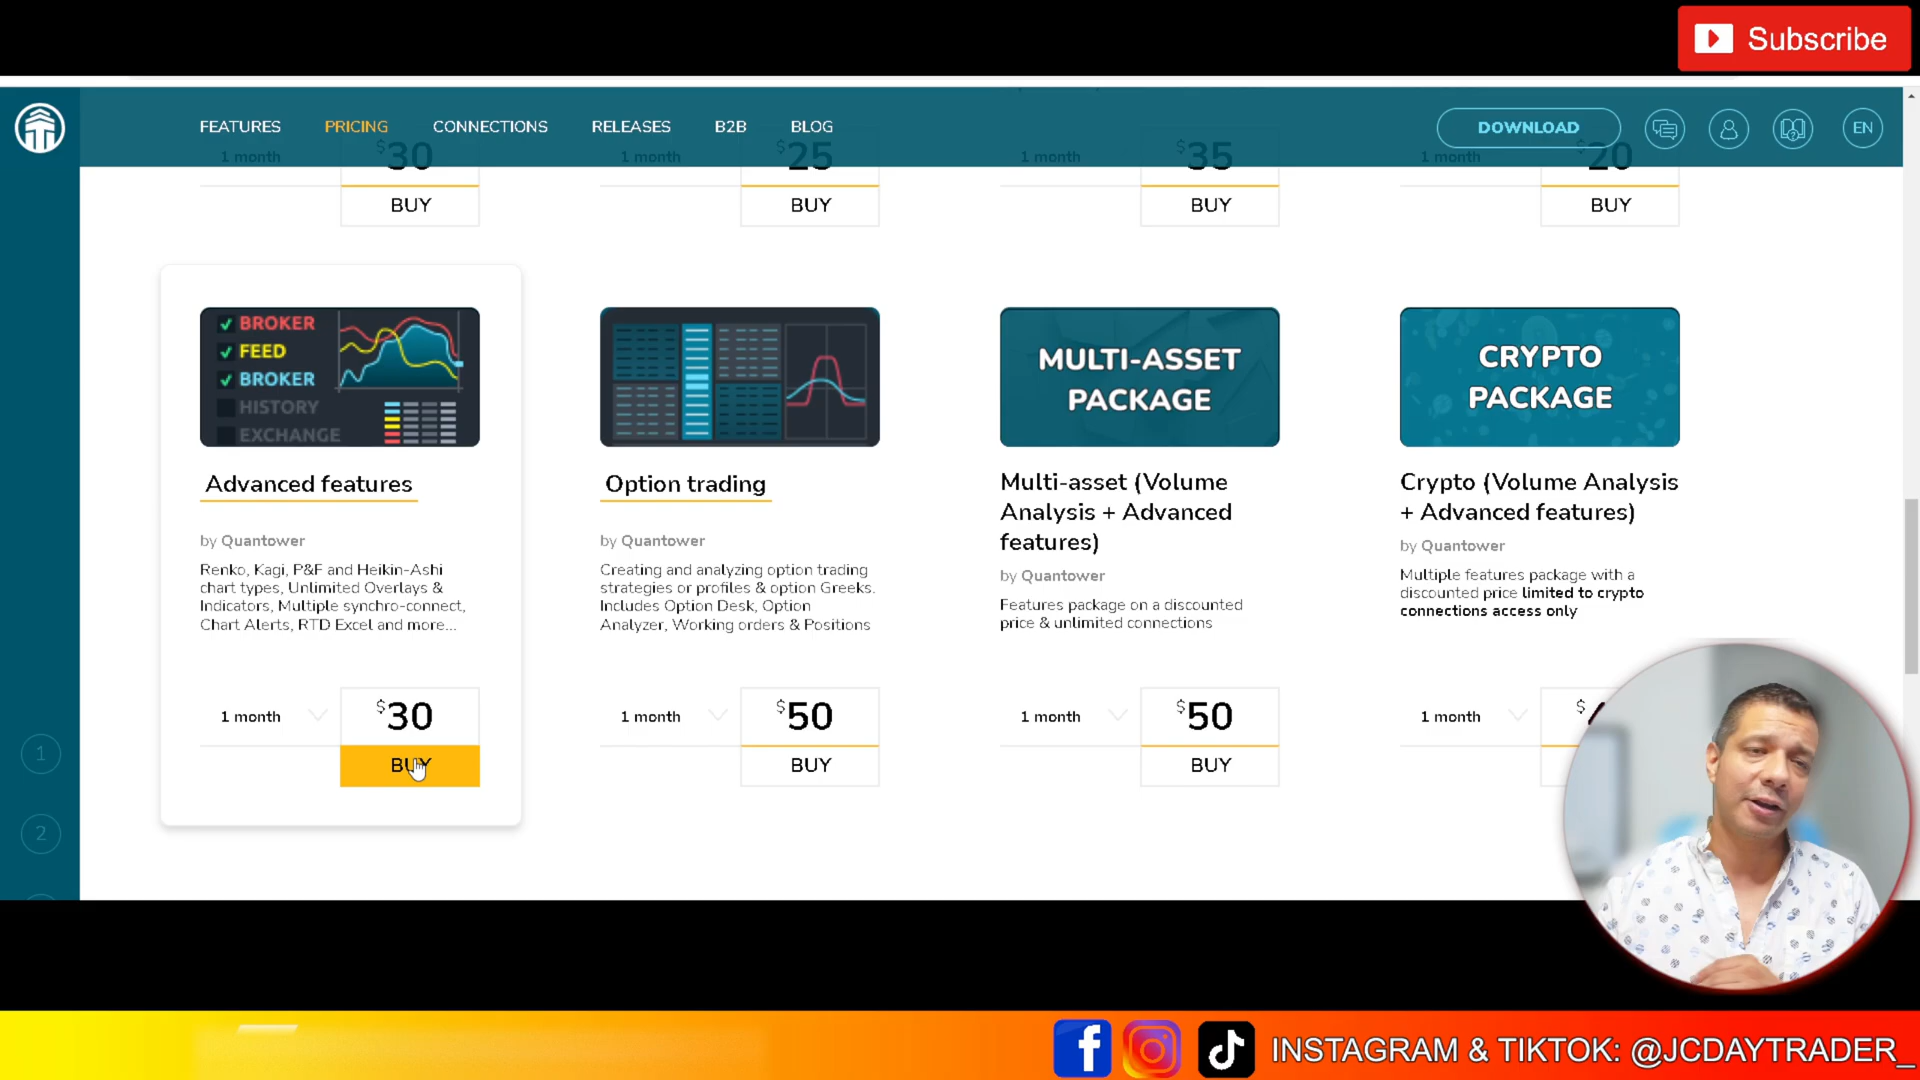 Subscribe
FEATURES PRICING CONNECTIONS RELEASES B2B BLOG DOWNLOAD EN
1 month $30 1 month $25 1 month $35 1 month $20
BUY BUY BUY BUY
BROKER
FEED
BROKER
HISTORY
EXCHANGE
MULTI-ASSET
PACKAGE
CRYPTO
PACKAGE
Advanced features
by Quantower
Renko, Kagi, P&F and Heikin-Ashi
chart types, Unlimited Overlays &
Indicators, Multiple synchro-connect,
Chart Alerts, RTD Excel and more...
1 month $30
BUY
Option trading
by Quantower
Creating and analyzing option trading
strategies or profiles & option Greeks.
Includes Option Desk, Option
Analyzer, Working orders & Positions
1 month $50
BUY
Multi-asset (Volume
Analysis + Advanced
features)
by Quantower
Features package on a discounted
price & unlimited connections
1 month $50
BUY
Crypto (Volume Analysis
+ Advanced features)
by Quantower
Multiple features package with a
discounted price limited to crypto
connections access only
1 month $
1
2
INSTAGRAM & TIKTOK: @JCDAYTRADER_